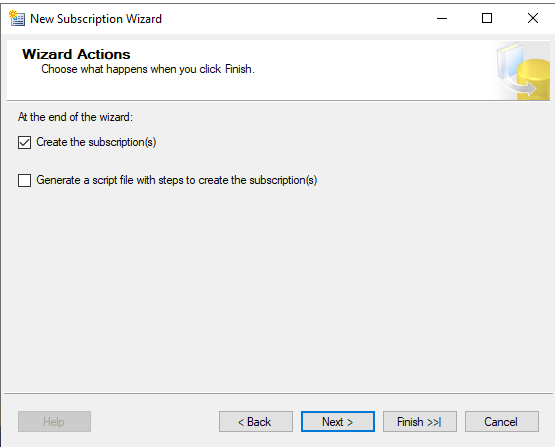 New Subscription Wizard
Wizard Actions
Choose what happens when you click Finish.
At the end of the wizard:
Create the subscription(s)
Generate a script file with steps to create the subscription(s)
Help
< Back
Next >
Finish >>|
Cancel